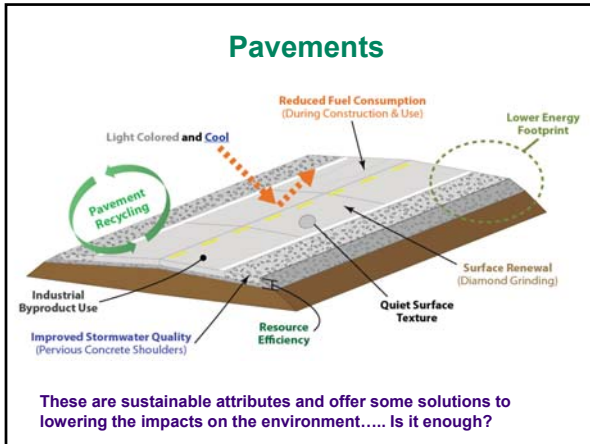 Pavements
Reduced Fuel Consumption
(During Construction & Use)
Lower Energy
Footprint
Light Colored and Cool
Pavement
Recycling
Industrial
Byproduct Use
Improved Stormwater Quality
(Pervious Concrete Shoulders)
Resource
Efficiency
Quiet Surface
Texture
Surface Renewal
(Diamond Grinding)
These are sustainable attributes and offer some solutions to
lowering the impacts on the environment….. Is it enough?